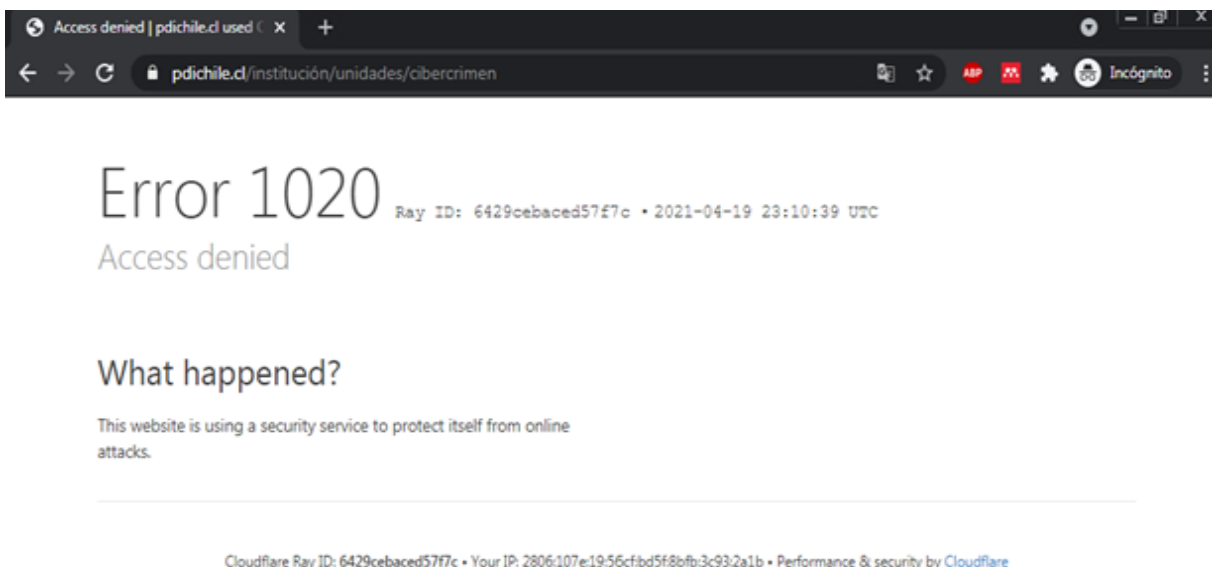 Access denied | pdichile.cl used C
pdichile.cl/institución/unidades/cibercrimen
ABP
Incógnito
Error 1020 Ray ID: 6429cebaced57f7c • 2021-04-19 23:10:39 UTC
Access denied
What happened?
This website is using a security service to protect itself from online
attacks.
Cloudflare Ray ID: 6429cebaced57f7c • Your IP: 2806:107e:19:56cf:bd5f:8bfb:3c93:2a1b • Performance & security by Cloudflare